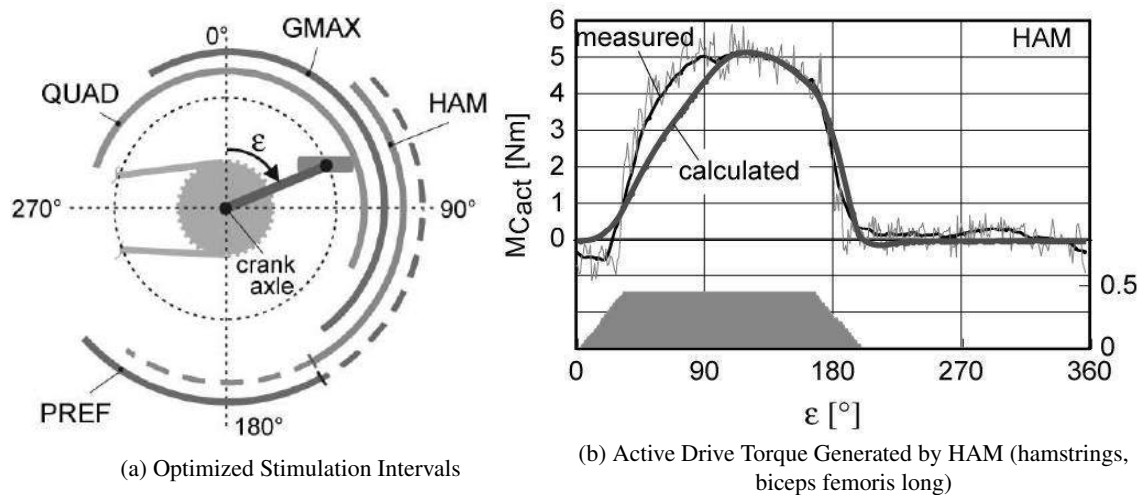 0°
GMAX
QUAD
HAM
ε
270°
90°
crank
axle
PREF
180°
(a) Optimized Stimulation Intervals
MCact [Nm]
6
5
4
3
2
1
0
measured
HAM
calculated
0.5
0
0 90 180 270 360
ε [°]
(b) Active Drive Torque Generated by HAM (hamstrings,
biceps femoris long)